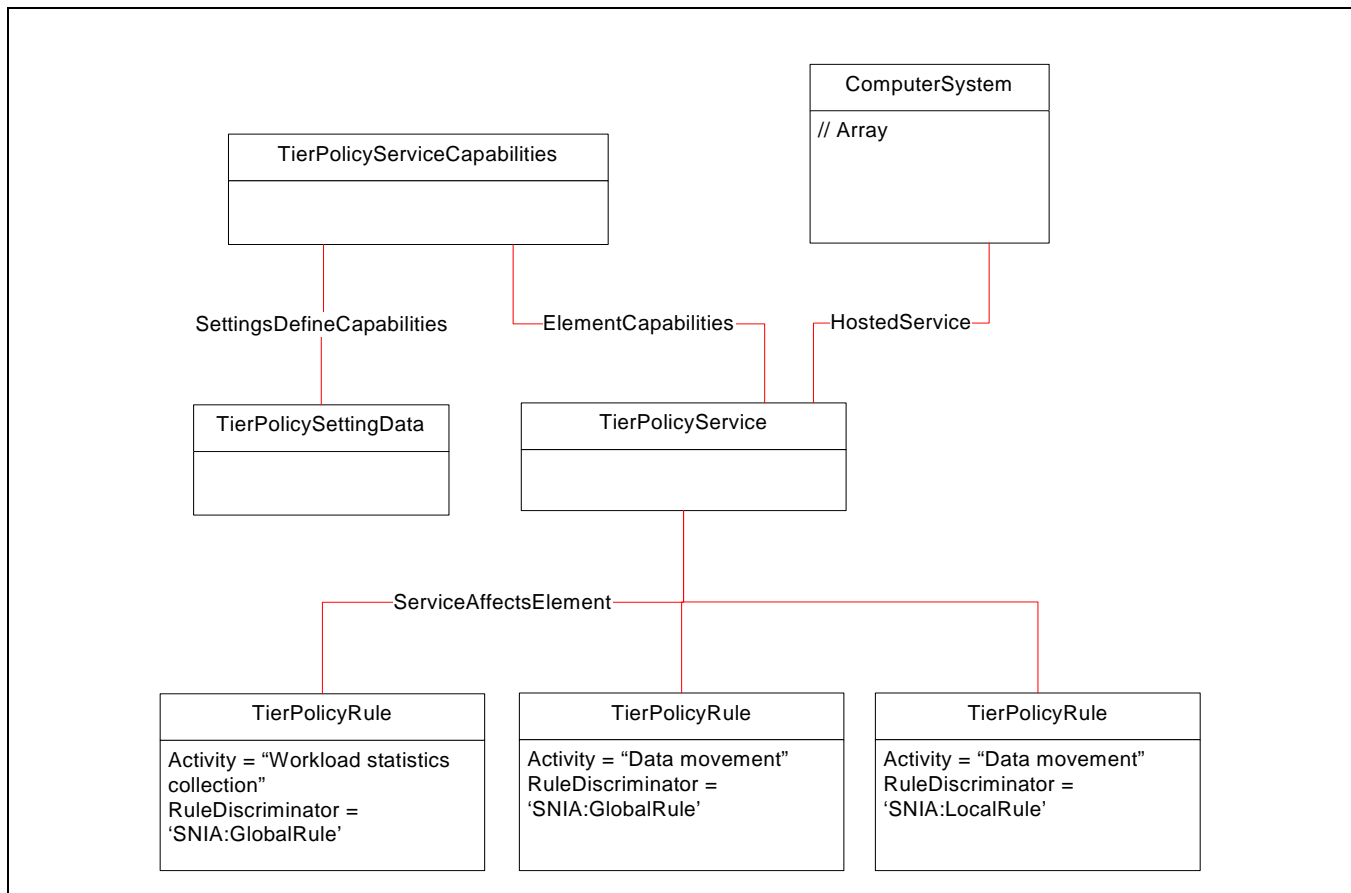 ComputerSystem
// Array
TierPolicyServiceCapabilities
SettingsDefineCapabilities
ElementCapabilities
HostedService
TierPolicySettingData
TierPolicyService
ServiceAffectsElement
TierPolicyRule
Activity = “Workload statistics
collection”
RuleDiscriminator =
‘SNIA:GlobalRule’
TierPolicyRule
Activity = “Data movement”
RuleDiscriminator =
‘SNIA:GlobalRule’
TierPolicyRule
Activity = “Data movement”
RuleDiscriminator =
‘SNIA:LocalRule’